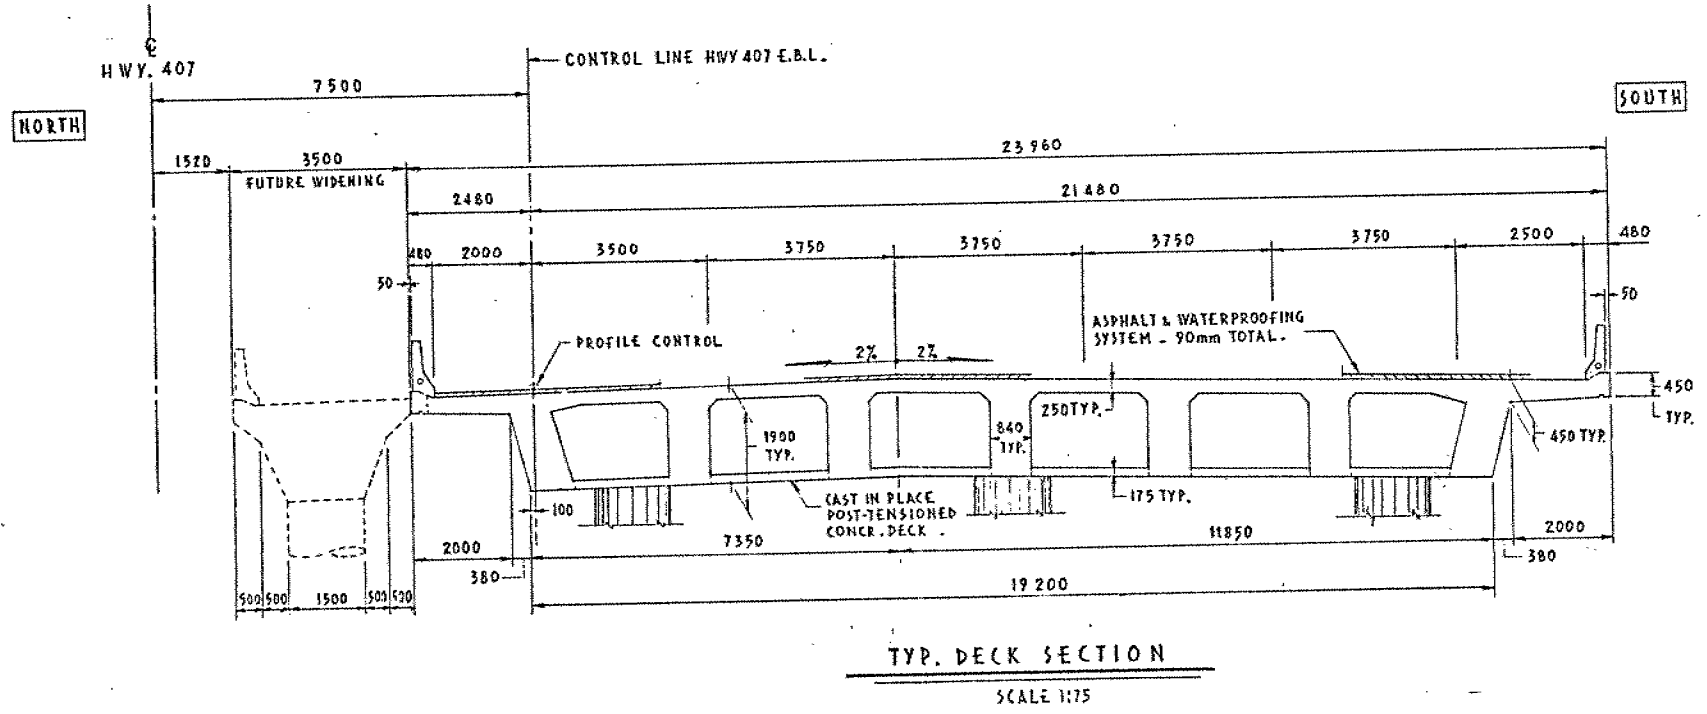 ℄
HWY. 407
CONTROL LINE HWY 407 E.B.L.
7500
NORTH
SOUTH
1520
3500
23 960
FUTURE WIDENING
2480
21 480
480
2000
3500
3750
3750
3750
3750
2500
480
50
50
PROFILE CONTROL
2%
2%
ASPHALT & WATERPROOFING
SYSTEM - 90mm TOTAL.
450
TYP.
250 TYP.
1900
TYP.
840
TYP.
450 TYP.
100
CAST IN PLACE
POST-TENSIONED
CONCR. DECK .
175 TYP.
2000
7350
11850
2000
380
380
19 200
500
500
1500
500
500
TYP. DECK SECTION
SCALE 1:75